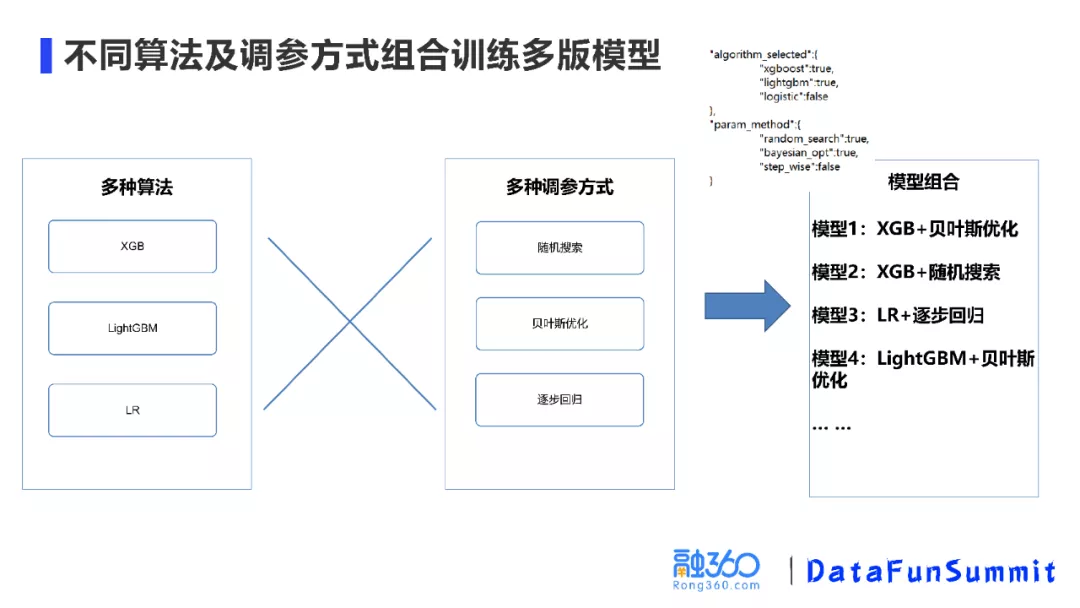 不同算法及调参方式组合训练多版模型
"algorithm_selected":{
"xgboost":true,
"lightgbm":true,
"logistic":false
},
"param_method":{
"random_search":true,
"bayesian_opt":true,
"step_wise":false
}
多种算法
XGB
LightGBM
LR
多种调参方式
随机搜索
贝叶斯优化
逐步回归
模型组合
模型1：XGB+贝叶斯优化
模型2：XGB+随机搜索
模型3：LR+逐步回归
模型4：LightGBM+贝叶斯
优化
... ...
融360
Rong360.com
DataFunSummit